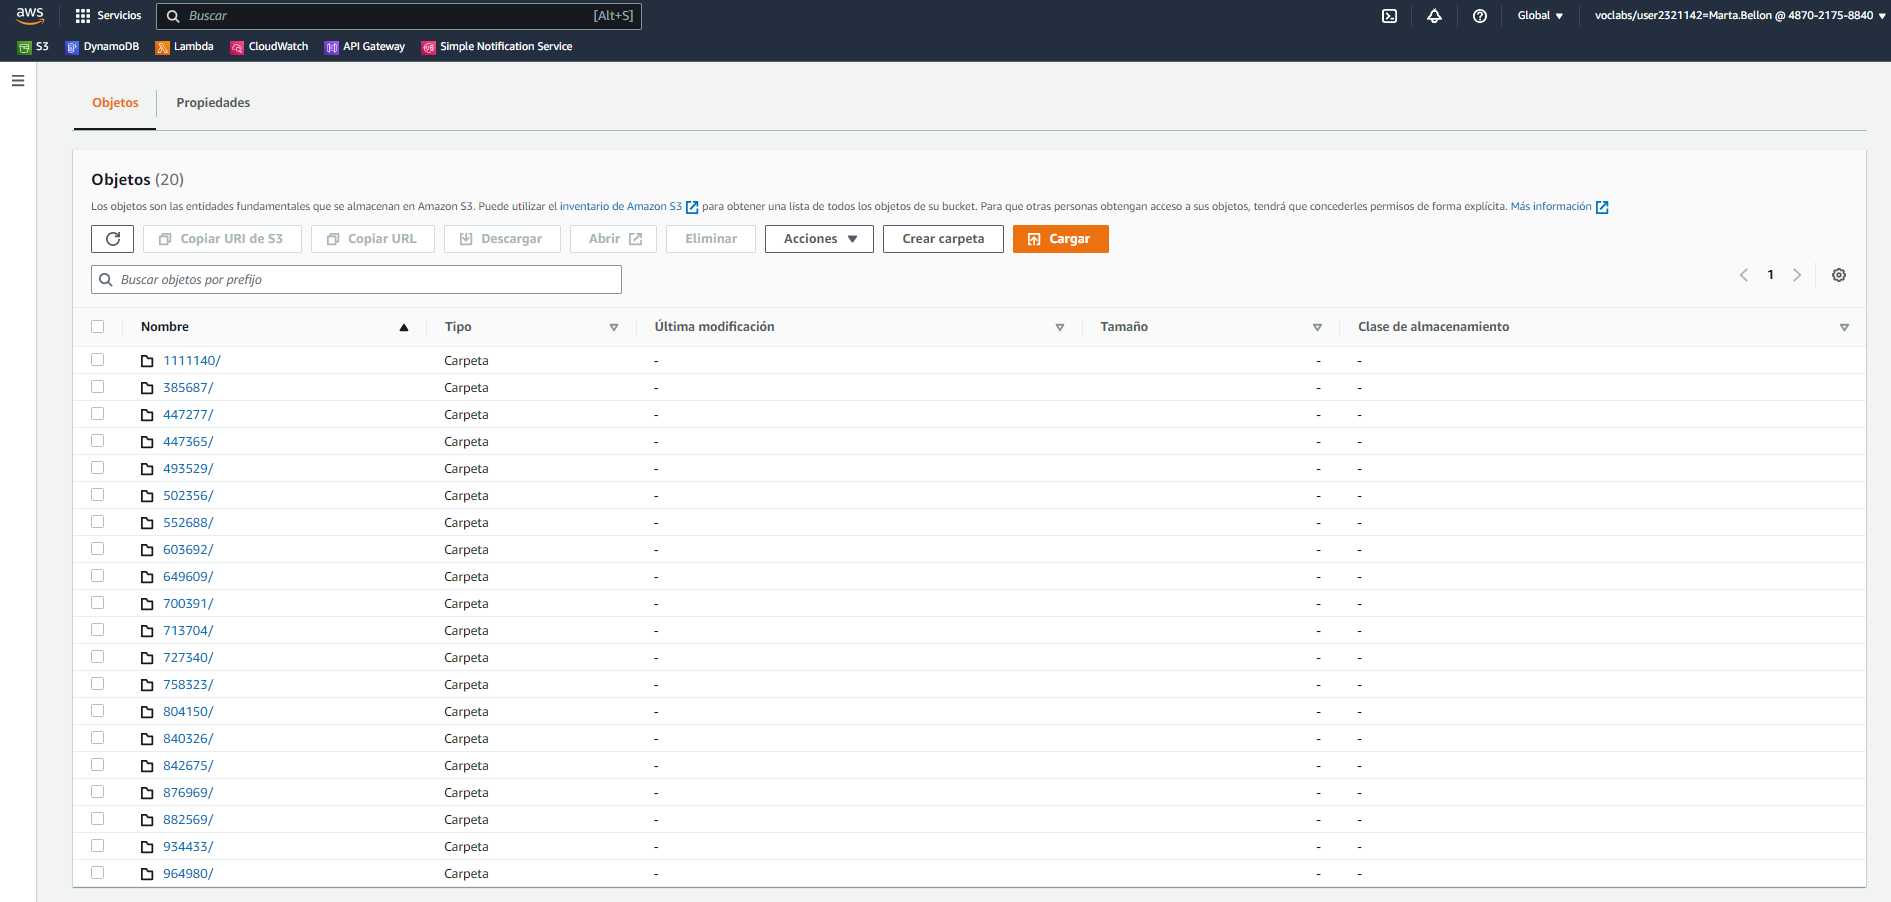 aws Servicios Buscar [Alt+S] Global voclabs/user2321142=Marta.Bellon @ 4870-2175-8840
S3 DynamoDB Lambda CloudWatch API Gateway Simple Notification Service
Objetos Propiedades
Objetos (20)
Los objetos son las entidades fundamentales que se almacenan en Amazon S3. Puede utilizar el inventario de Amazon S3 para obtener una lista de todos los objetos de su bucket. Para que otras personas obtengan acceso a sus objetos, tendrá que concederles permisos de forma explícita. Más información
Copiar URI de S3 Copiar URL Descargar Abrir Eliminar Acciones Crear carpeta Cargar
Buscar objetos por prefijo 1
Nombre Tipo Última modificación Tamaño Clase de almacenamiento
1111140/ Carpeta - - -
385687/ Carpeta - - -
447277/ Carpeta - - -
447365/ Carpeta - - -
493529/ Carpeta - - -
502356/ Carpeta - - -
552688/ Carpeta - - -
603692/ Carpeta - - -
649609/ Carpeta - - -
700391/ Carpeta - - -
713704/ Carpeta - - -
727340/ Carpeta - - -
758323/ Carpeta - - -
804150/ Carpeta - - -
840326/ Carpeta - - -
842675/ Carpeta - - -
876969/ Carpeta - - -
882569/ Carpeta - - -
934433/ Carpeta - - -
964980/ Carpeta - - -